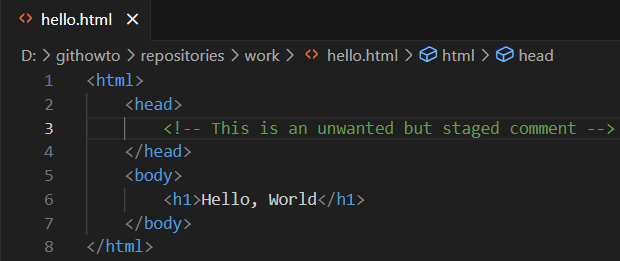 hello.html
D: > githowto > repositories > work > hello.html > html > head
1 <html>
2     <head>
3         <!-- This is an unwanted but staged comment -->
4     </head>
5     <body>
6         <h1>Hello, World</h1>
7     </body>
8 </html>